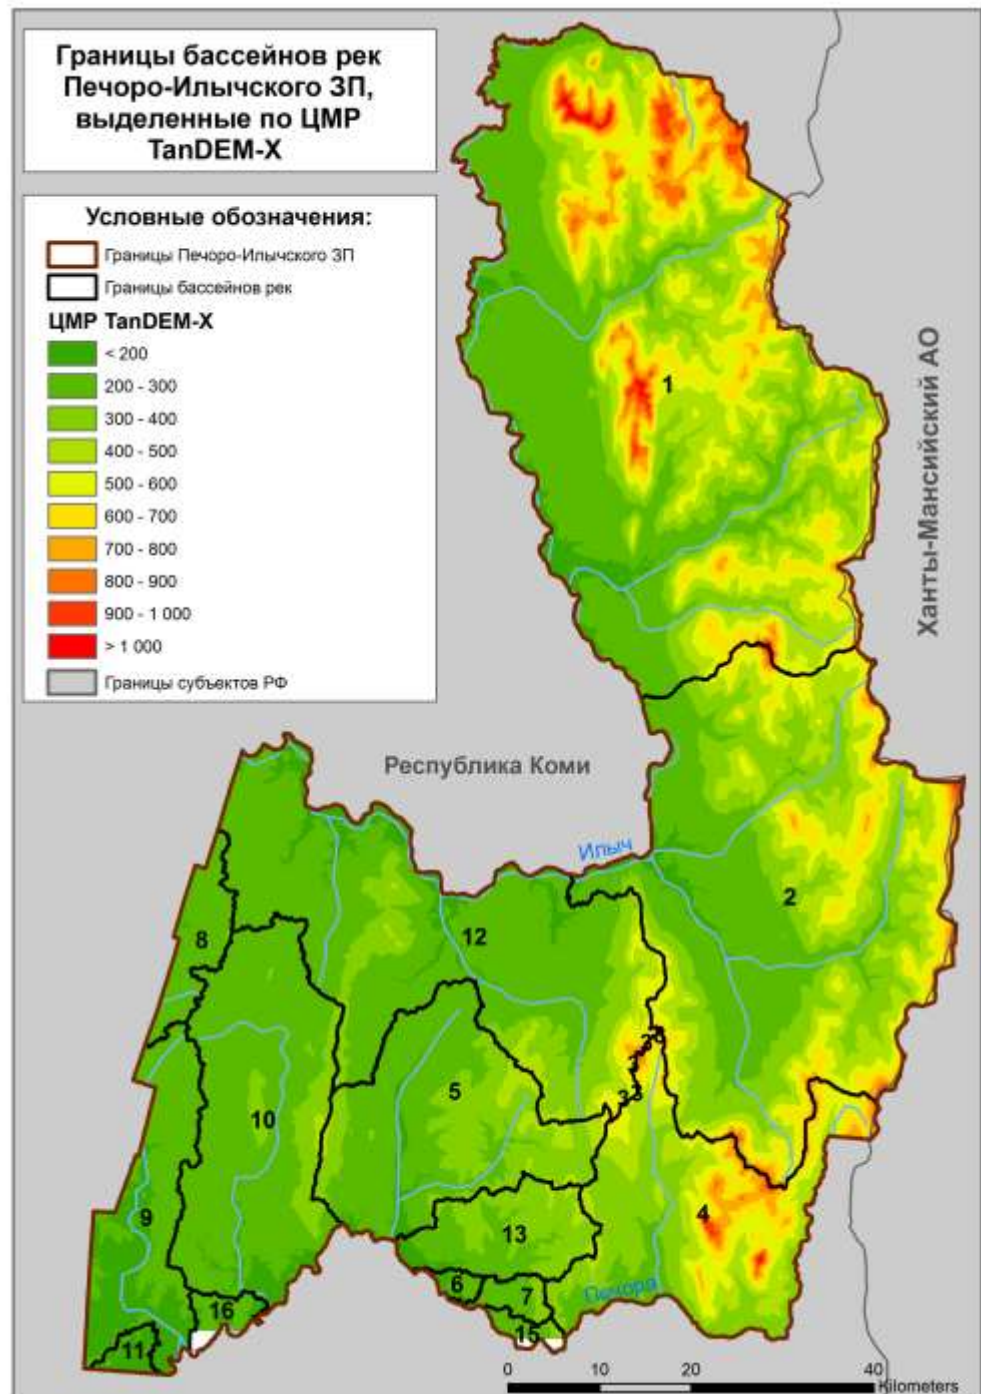 Границы бассейнов рек
Печоро-Илычского ЗП,
выделенные по ЦМР
TanDEM-X
Условные обозначения:
Границы Печоро-Илычского ЗП
Границы бассейнов рек
ЦМР TanDEM-X
< 200
200 - 300
300 - 400
400 - 500
500 - 600
600 - 700
700 - 800
800 - 900
900 - 1 000
> 1 000
Границы субъектов РФ
1
Ханты-Мансийский АО
Республика Коми
Илыч
2
8
12
3
3
5
10
4
9
13
6
7
Печора
16
15
11
0 10 20 40
Kilometers